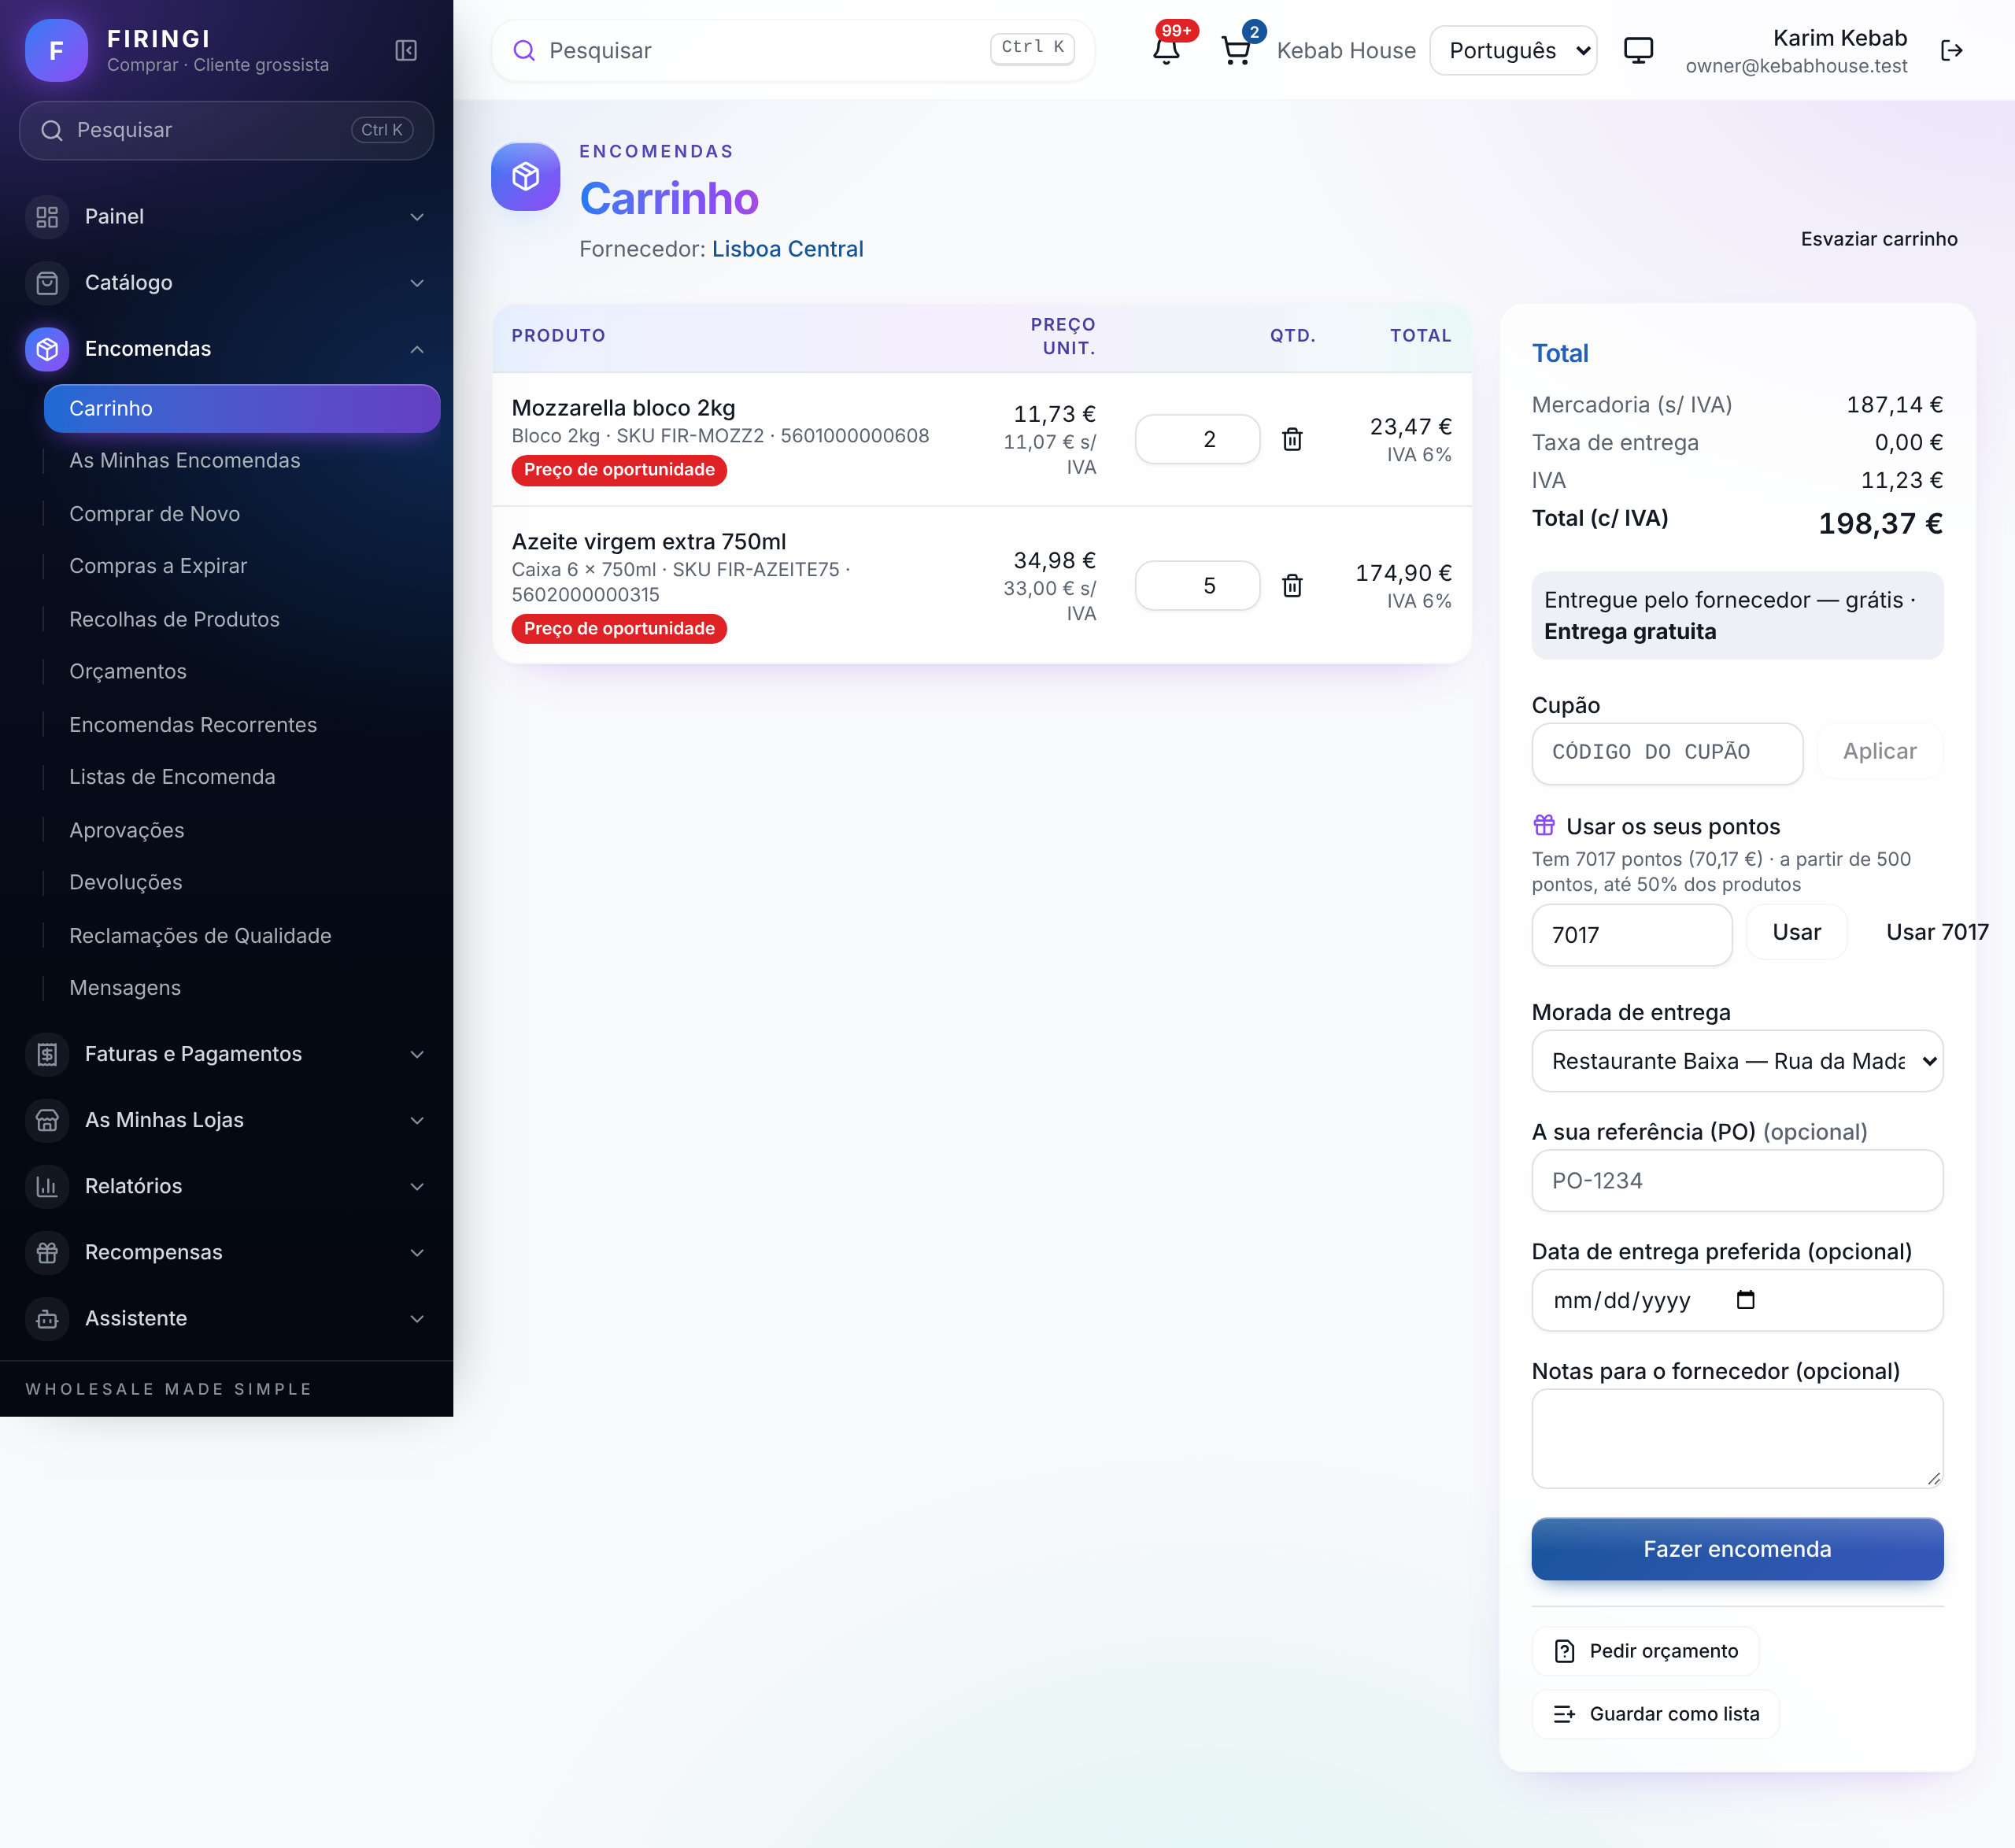 F
FIRINGI
Comprar · Cliente grossista
Pesquisar
Ctrl K
Painel
Catálogo
Encomendas
Carrinho
As Minhas Encomendas
Comprar de Novo
Compras a Expirar
Recolhas de Produtos
Orçamentos
Encomendas Recorrentes
Listas de Encomenda
Aprovações
Devoluções
Reclamações de Qualidade
Mensagens
Faturas e Pagamentos
As Minhas Lojas
Relatórios
Recompensas
Assistente
WHOLESALE MADE SIMPLE
Pesquisar
Ctrl K
99+
2
Kebab House
Português
Karim Kebab
owner@kebabhouse.test
ENCOMENDAS
Carrinho
Fornecedor: Lisboa Central
Esvaziar carrinho
PRODUTO
PREÇO
UNIT.
QTD.
TOTAL
Mozzarella bloco 2kg
Bloco 2kg · SKU FIR-MOZZ2 · 5601000000608
Preço de oportunidade
11,73 €
11,07 € s/
IVA
2
23,47 €
IVA 6%
Azeite virgem extra 750ml
Caixa 6 × 750ml · SKU FIR-AZEITE75 ·
5602000000315
Preço de oportunidade
34,98 €
33,00 € s/
IVA
5
174,90 €
IVA 6%
Total
Mercadoria (s/ IVA) 187,14 €
Taxa de entrega 0,00 €
IVA 11,23 €
Total (c/ IVA) 198,37 €
Entregue pelo fornecedor — grátis ·
Entrega gratuita
Cupão
CÓDIGO DO CUPÃO
Aplicar
Usar os seus pontos
Tem 7017 pontos (70,17 €) · a partir de 500
pontos, até 50% dos produtos
7017
Usar
Usar 7017
Morada de entrega
Restaurante Baixa — Rua da Mada
A sua referência (PO) (opcional)
PO-1234
Data de entrega preferida (opcional)
mm/dd/yyyy
Notas para o fornecedor (opcional)
Fazer encomenda
Pedir orçamento
Guardar como lista